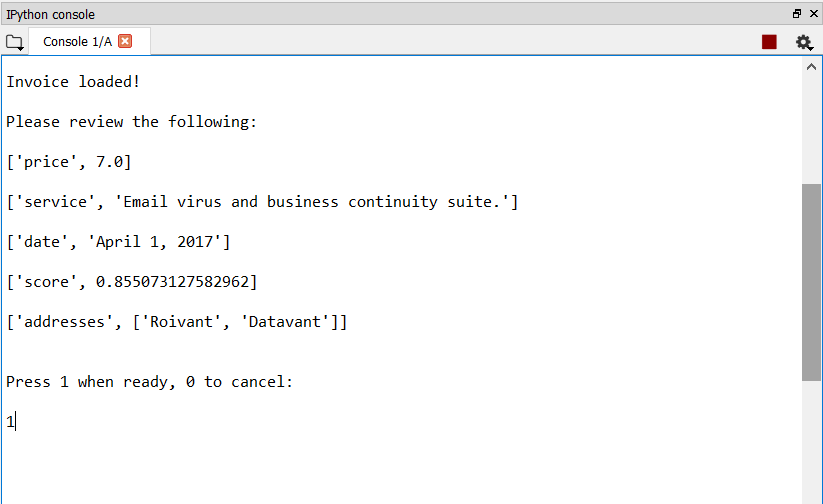 IPython console
Console 1/A
Invoice loaded!
Please review the following:
['price', 7.0]
['service', 'Email virus and business continuity suite.']
['date', 'April 1, 2017']
['score', 0.855073127582962]
['addresses', ['Roivant', 'Datavant']]
Press 1 when ready, 0 to cancel:
1